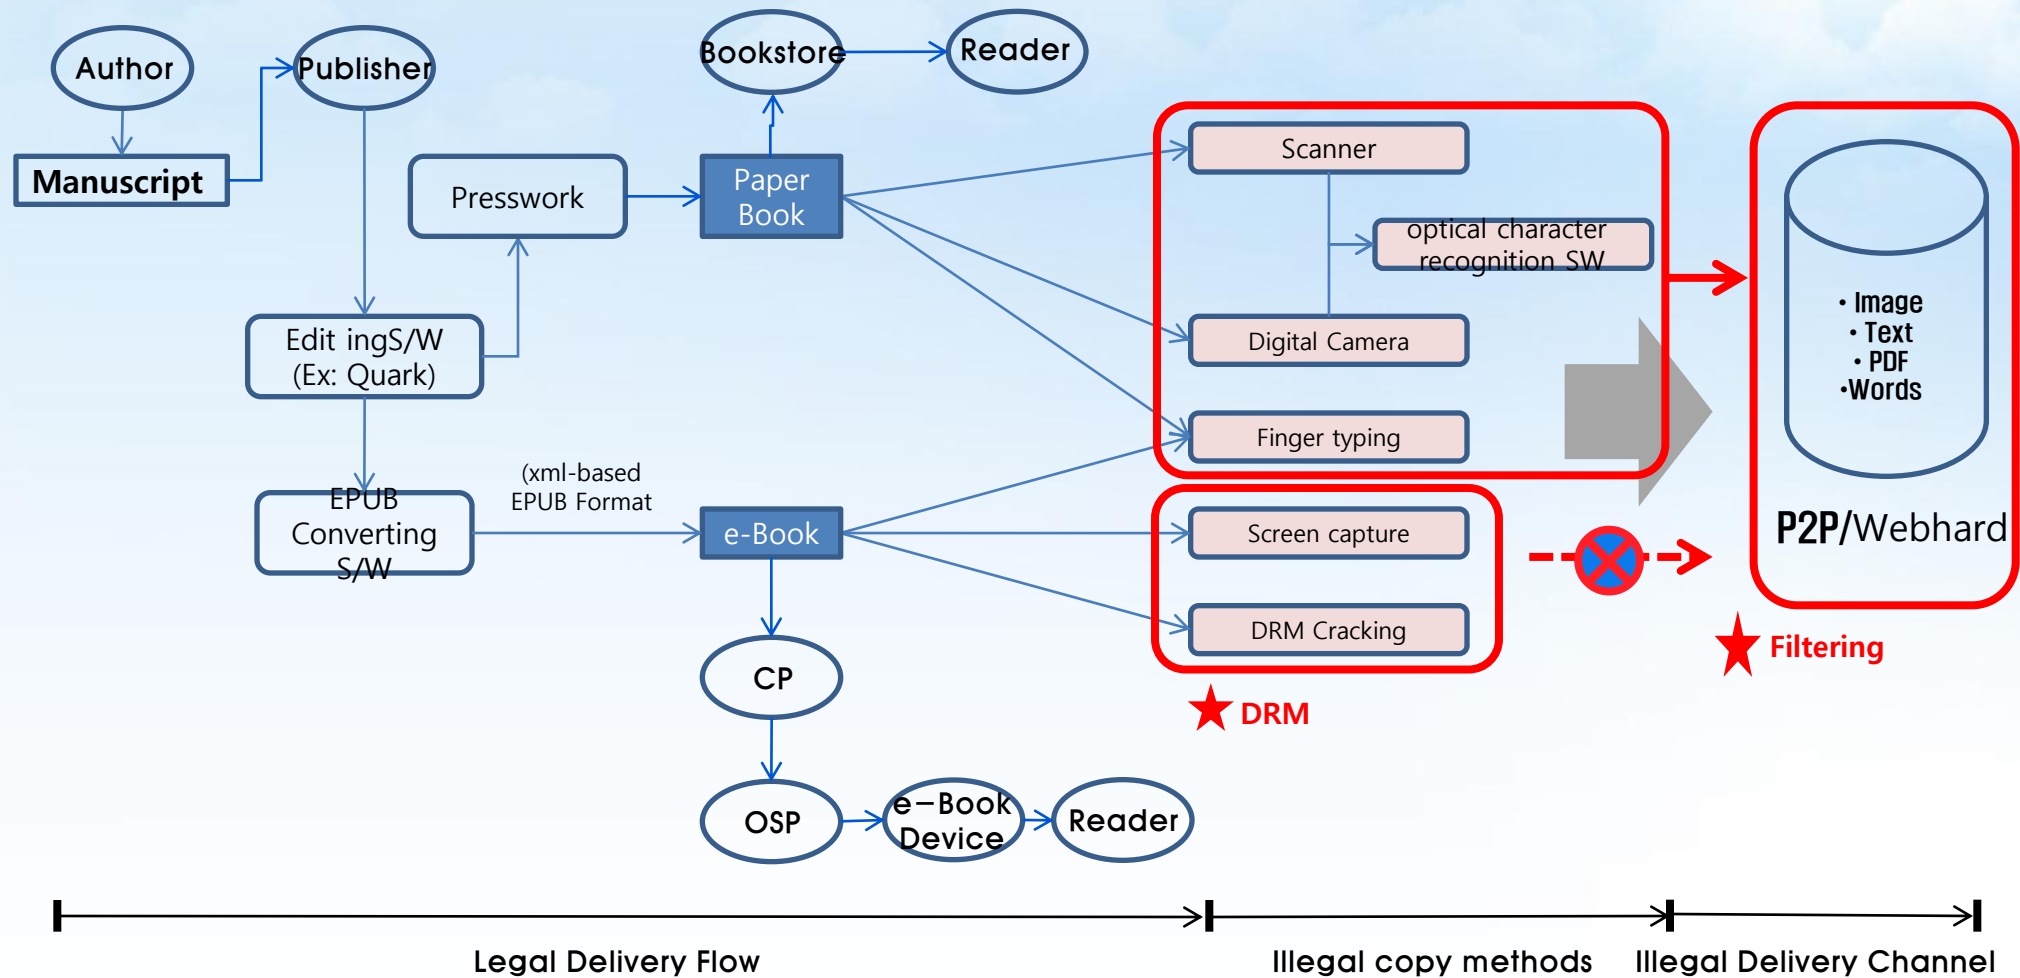 Author
Publisher
Bookstore
Reader
Manuscript
Presswork
Paper
Book
Scanner
optical character
recognition SW
Edit ingS/W
(Ex: Quark)
Digital Camera
• Image
• Text
• PDF
•Words
Finger typing
(xml-based
EPUB Format
EPUB
Converting
S/W
e-Book
Screen capture
P2P/Webhard
DRM Cracking
Filtering
CP
DRM
OSP
e-Book
Device
Reader
Legal Delivery Flow
Illegal copy methods
Illegal Delivery Channel